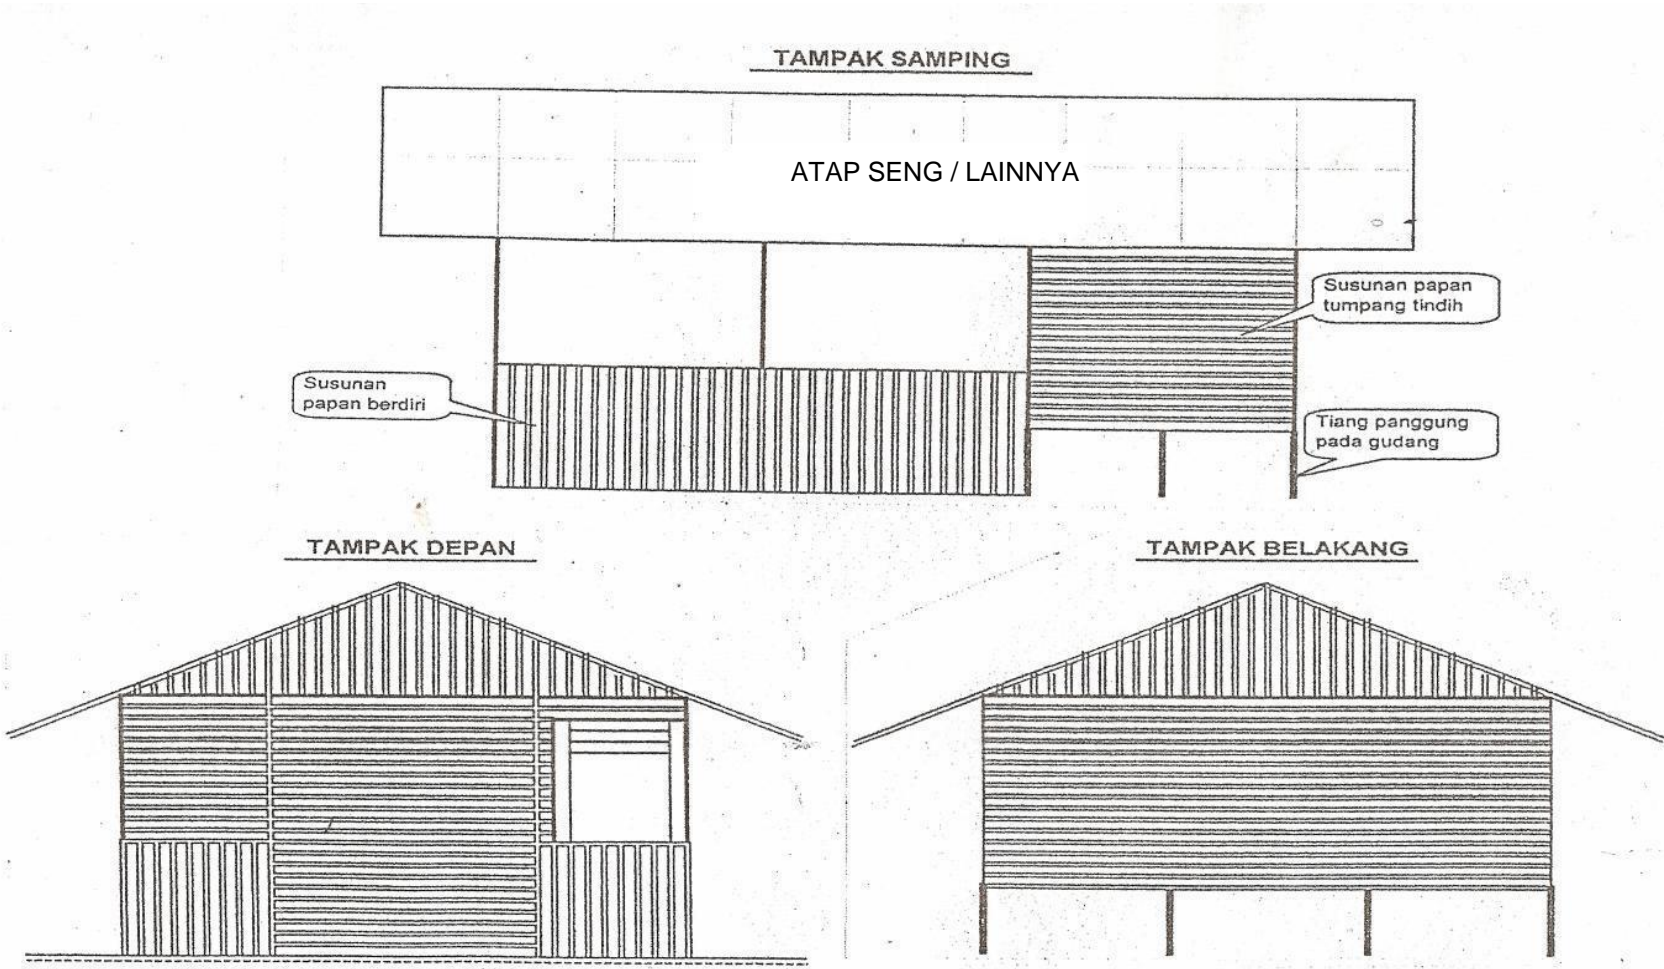 TAMPAK SAMPING
ATAP SENG / LAINNYA
Susunan papan
tumpang tindih
Susunan
papan berdiri
Tiang panggung
pada gudang
TAMPAK DEPAN
TAMPAK BELAKANG